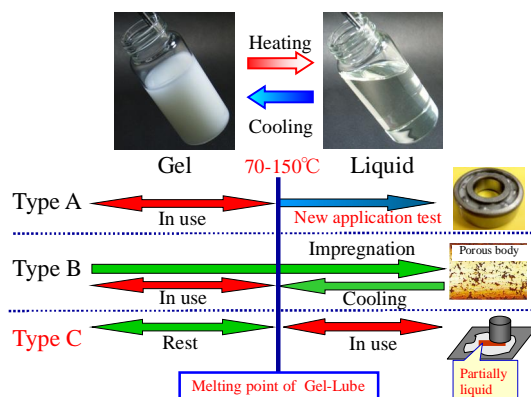 Heating
Cooling
Gel
70-150℃
Liquid
Type A
In use
New application test
Type B
Impregnation
Porous body
In use
Cooling
Type C
Rest
In use
Partially
liquid
Melting point of Gel-Lube